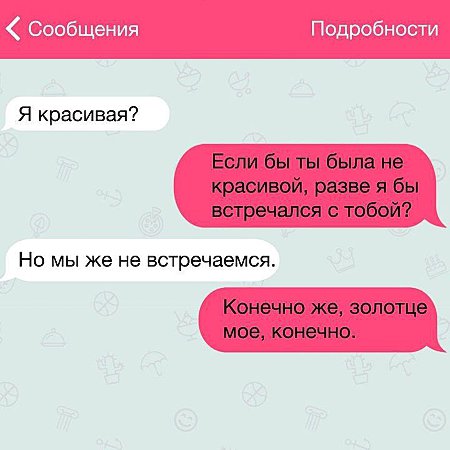 Сообщения Подробности
Я красивая?
Если бы ты была не
красивой, разве я бы
встречался с тобой?
Но мы же не встречаемся.
Конечно же, золотце
мое, конечно.